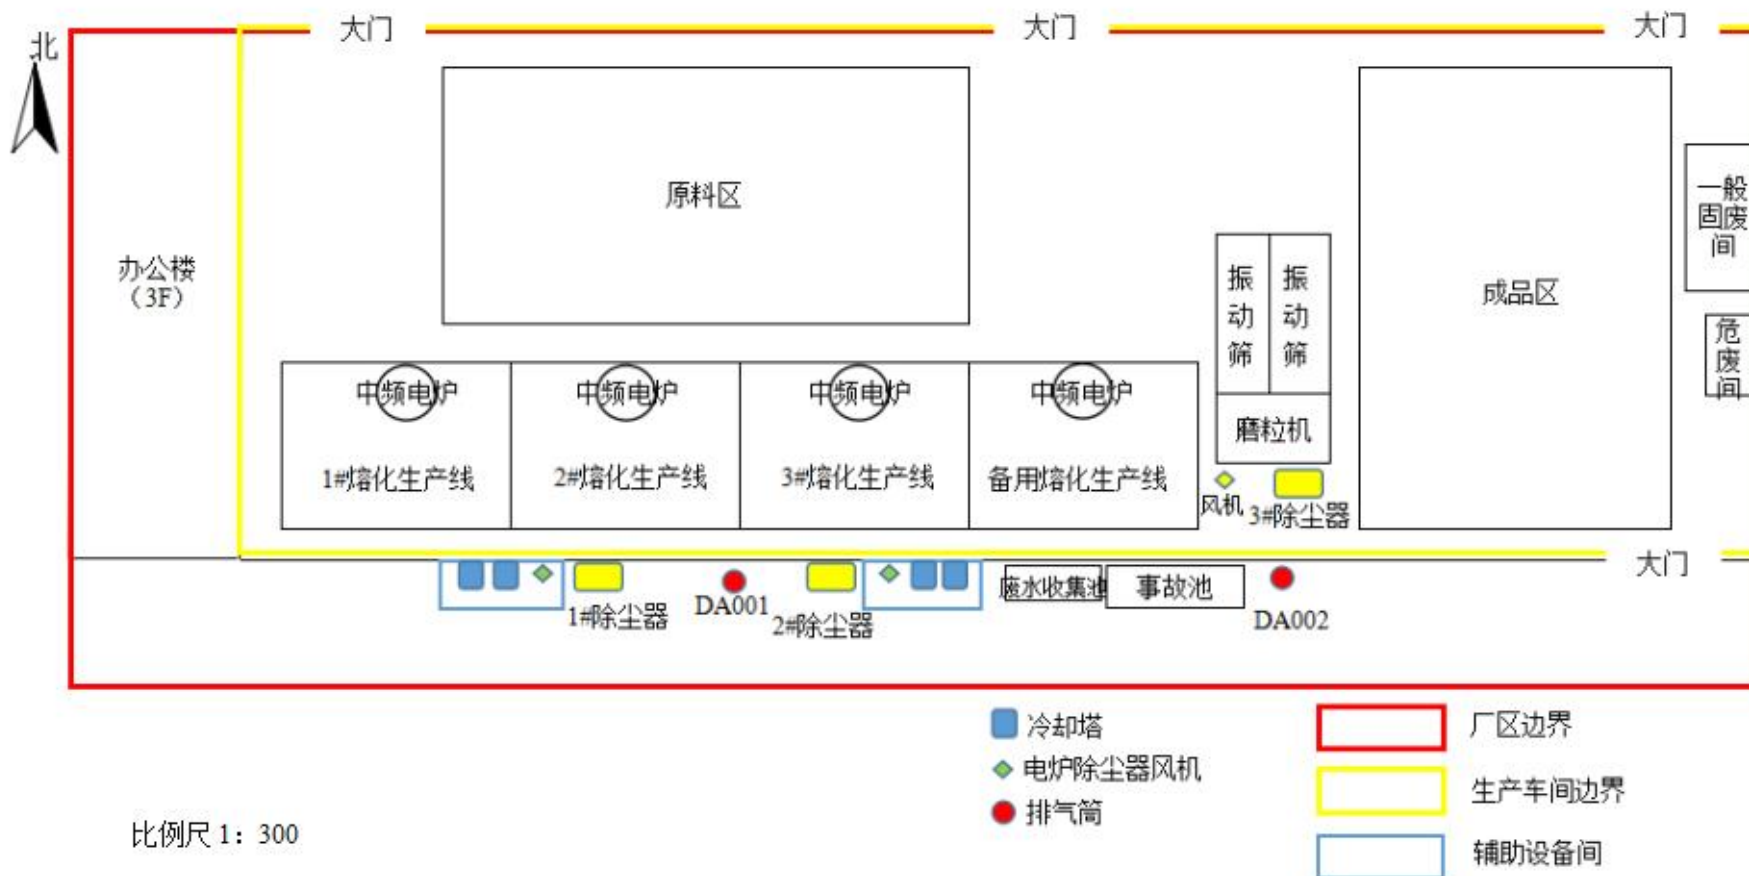 大门
大门
大门
北
原料区
一般
固废
间
办公楼
（3F）
振
动
筛
振
动
筛
成品区
危
废
间
中频电炉
中频电炉
中频电炉
中频电炉
磨粒机
1#熔化生产线
2#熔化生产线
3#熔化生产线
备用熔化生产线
风机
3#除尘器
大门
废水收集池
事故池
1#除尘器
DA001
2#除尘器
DA002
冷却塔
厂区边界
电炉除尘器风机
生产车间边界
排气筒
比例尺 1：300
辅助设备间